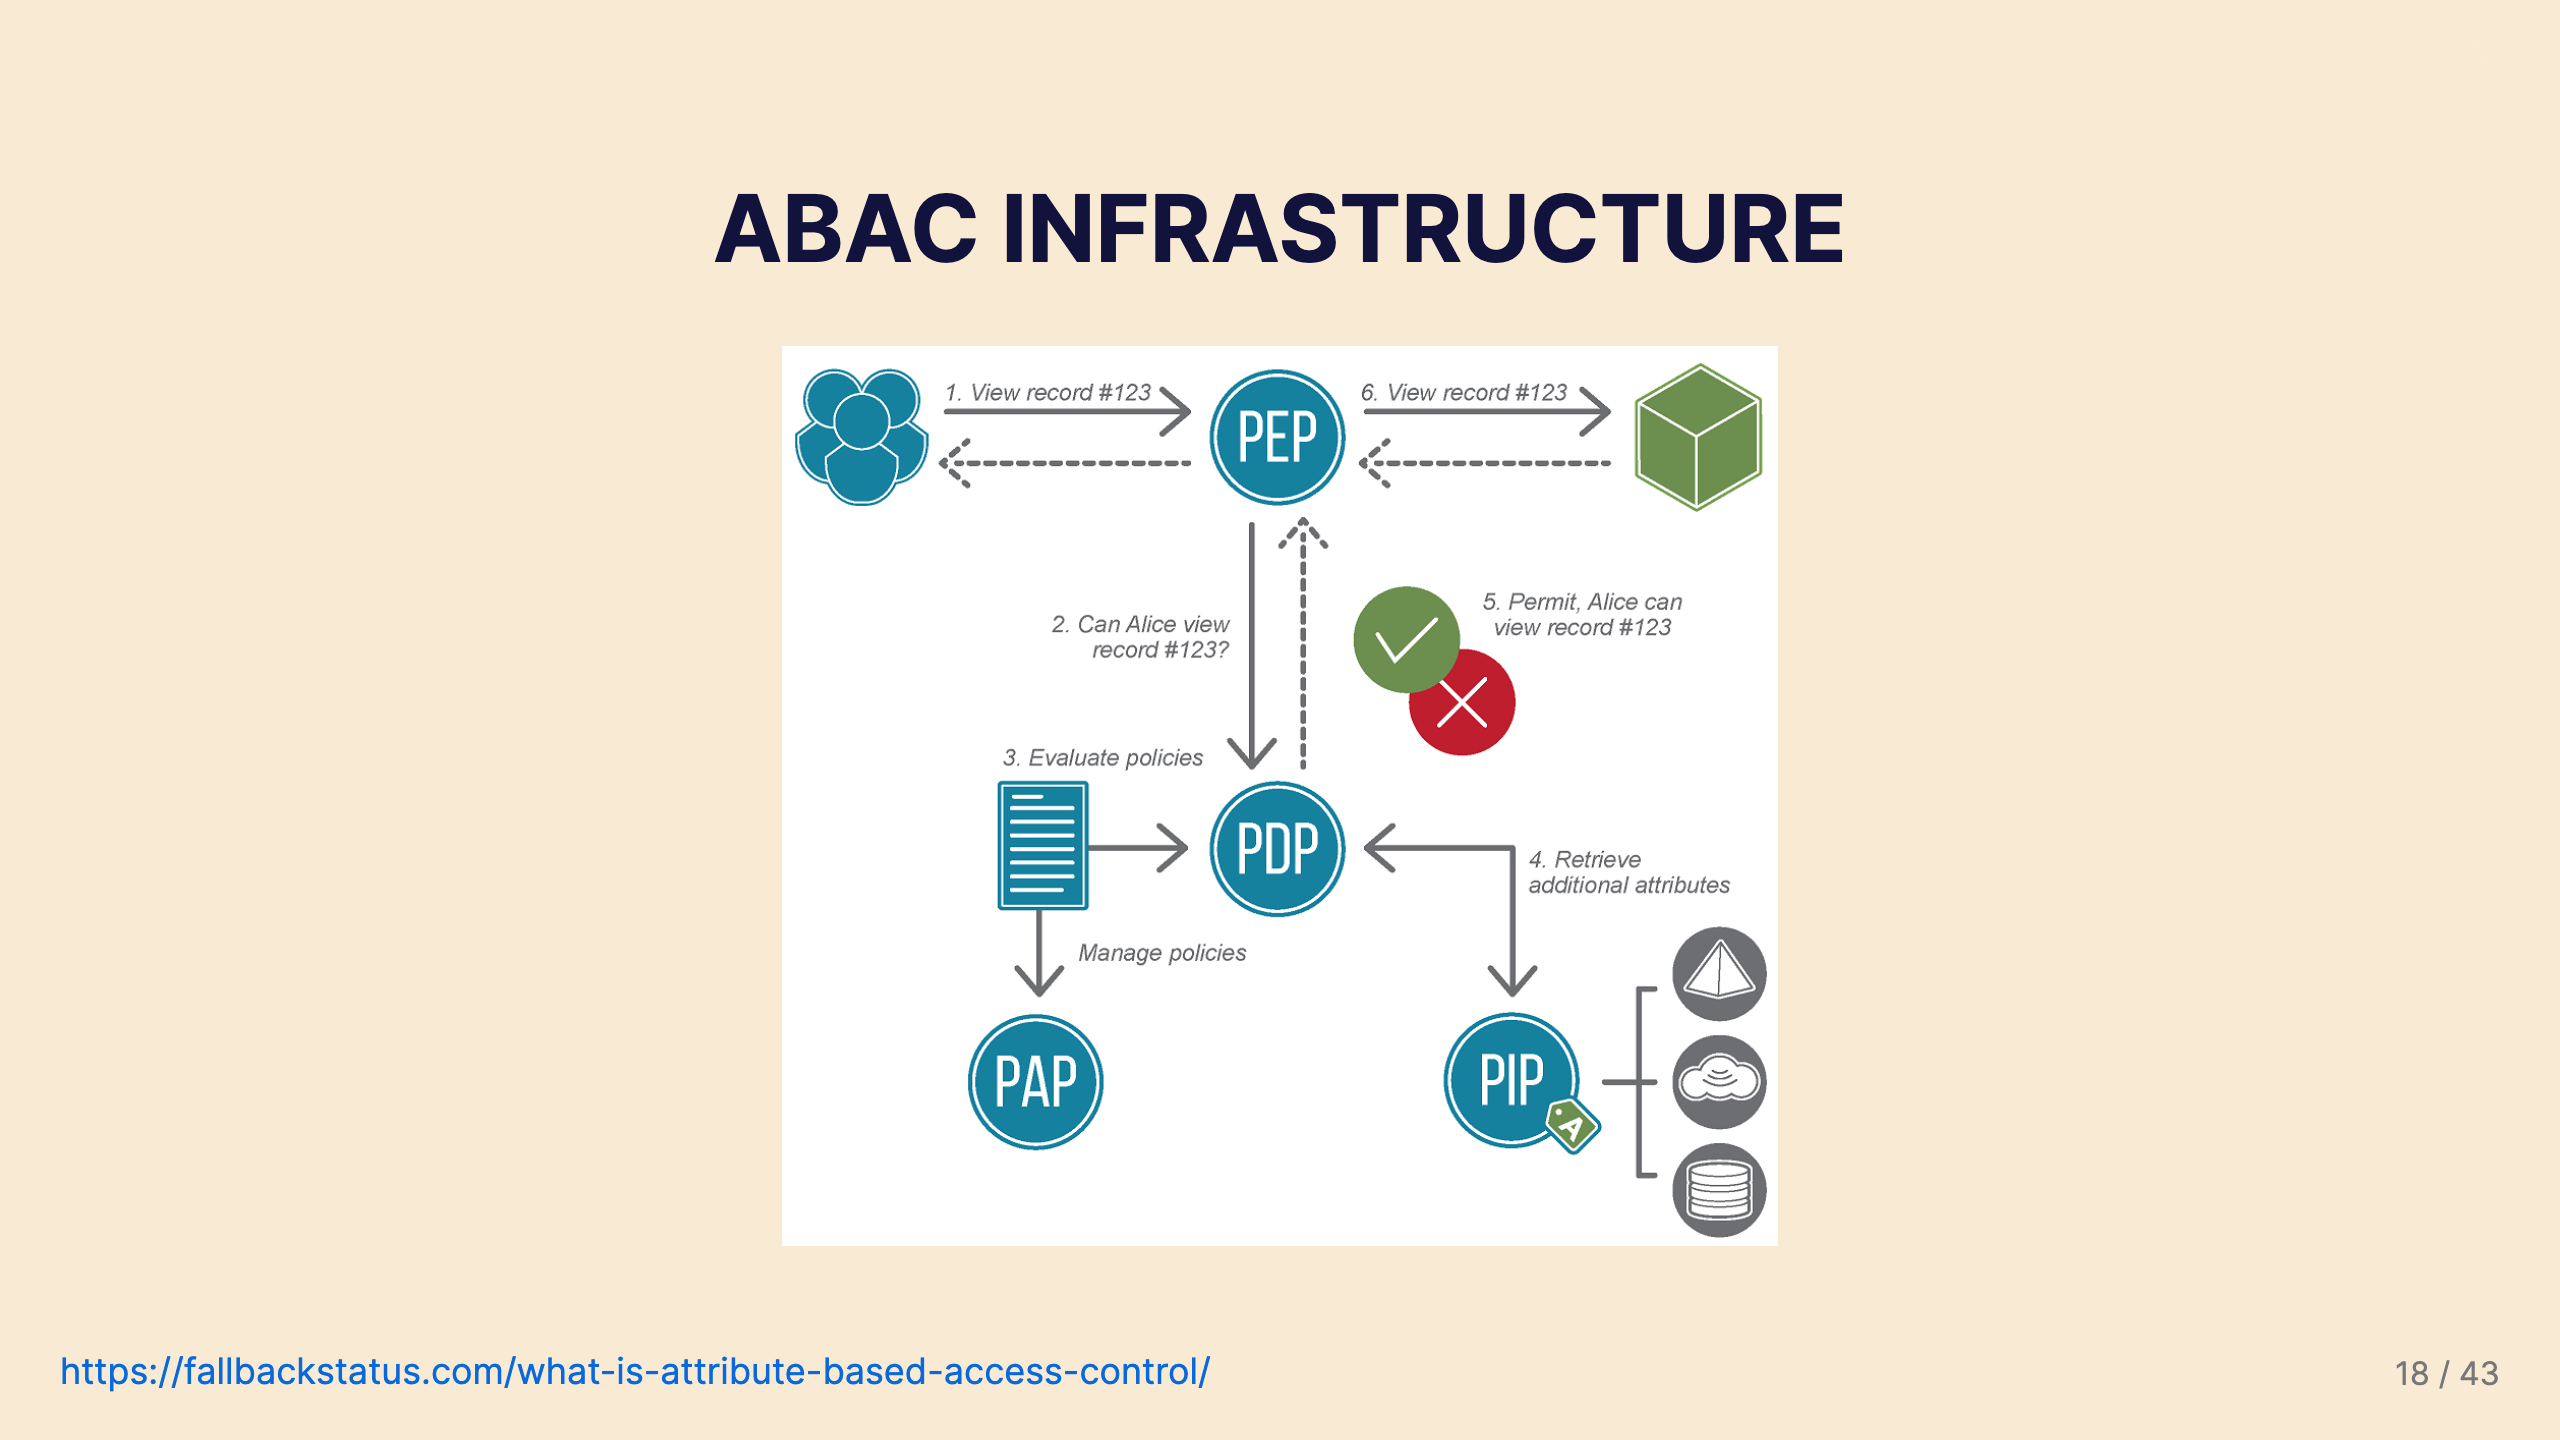 ABAC INFRASTRUCTURE
1. View record #123
PEP
6. View record #123
2. Can Alice view
record #123?
5. Permit, Alice can
view record #123
3. Evaluate policies
PDP
4. Retrieve
additional attributes
Manage policies
PAP
PIP
A
https://fallbackstatus.com/what-is-attribute-based-access-control/
18 / 43